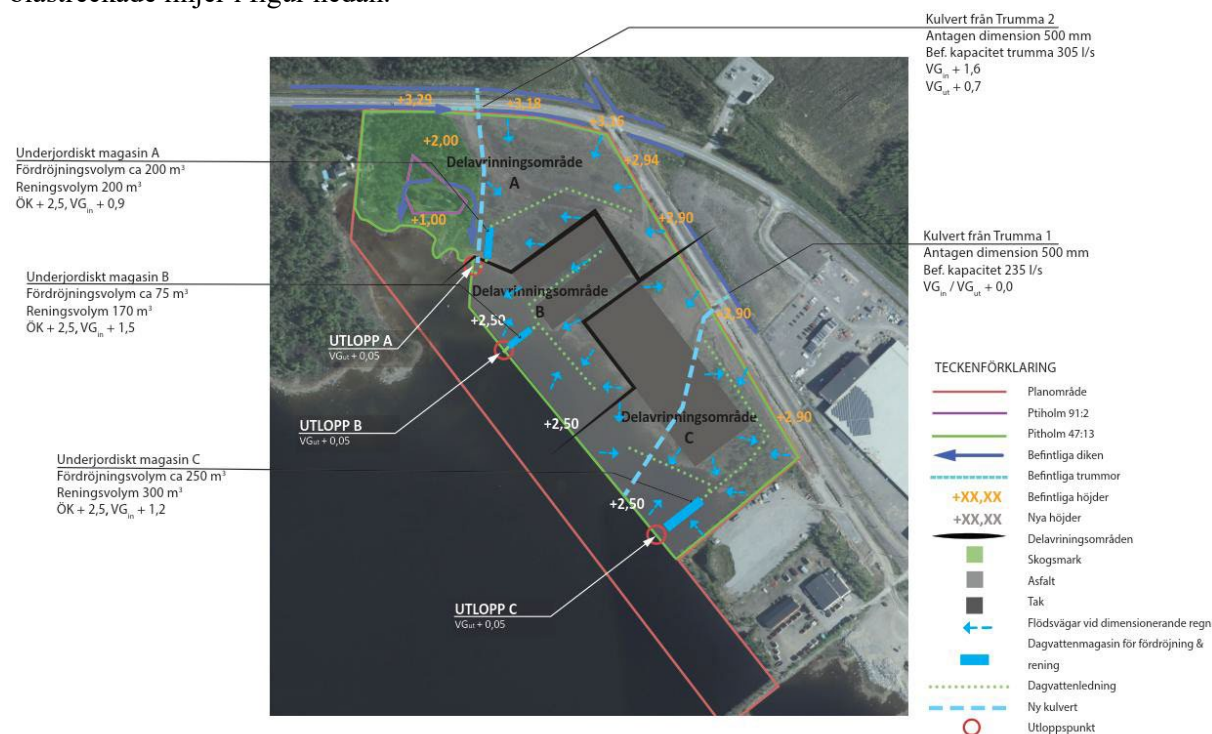 blåstreckade linjer i figur nedan.
Kulvert från Trumma 2
Antagen dimension 500 mm
Bef. kapacitet trumma 305 l/s
VGin + 1,6
VGut + 0,7
Underjordiskt magasin A
Fördröjningsvolym ca 200 m³
Reningsvolym 200 m³
ÖK + 2,5, VGin + 0,9
Underjordiskt magasin B
Fördröjningsvolym ca 75 m³
Reningsvolym 170 m³
ÖK + 2,5, VGin + 1,5
Underjordiskt magasin C
Fördröjningsvolym ca 250 m³
Reningsvolym 300 m³
ÖK + 2,5, VGin + 1,2
+3,29
+3,18
+2,00
+2,94
+1,00
+2,90
+2,90
+2,90
Delavrinningsområde
A
Delavrinningsområde
B
Delavrinningsområde
C
+2,50
+2,50
+2,50
UTLOPP A
VGut + 0,05
UTLOPP B
VGut + 0,05
UTLOPP C
VGut + 0,05
Kulvert från Trumma 1
Antagen dimension 500 mm
Bef. kapacitet 235 l/s
VGin / VGut + 0,0
TECKENFÖRKLARING
Planområde
Ptiholm 91:2
Pitholm 47:13
Befintliga diken
Befintliga trummor
+XX,XX Befintliga höjder
+XX,XX Nya höjder
Delavriningsområden
Skogsmark
Asfalt
Tak
Flödsvägar vid dimensionerande regn
Dagvattenmagasin för fördröjning &
rening
Dagvattenledning
Ny kulvert
Utloppspunkt